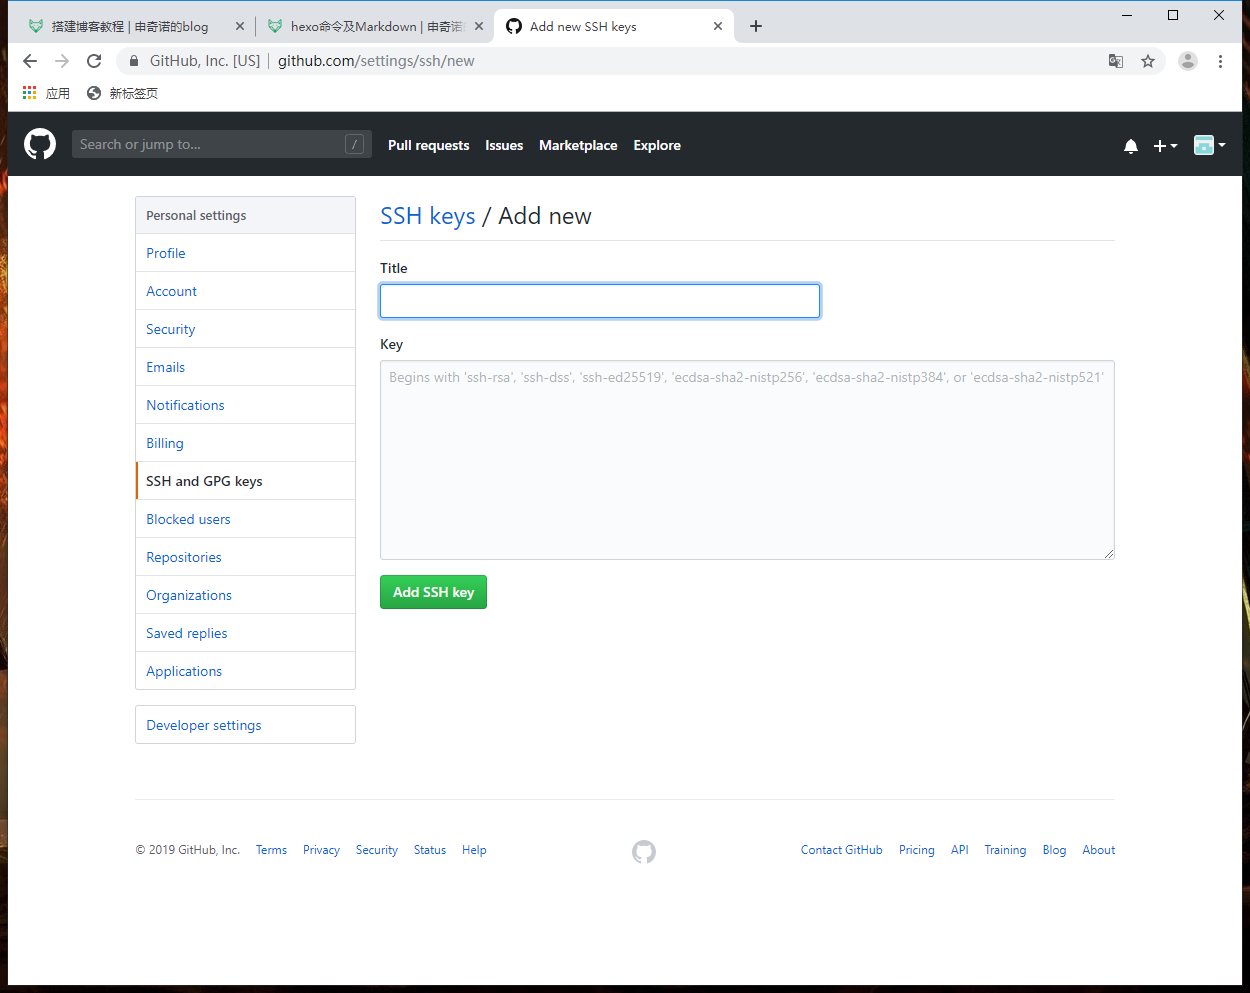 搭建博客教程 | 申奇诺的blog
hexo命令及Markdown | 申奇诺
Add new SSH keys
GitHub, Inc. [US] | github.com/settings/ssh/new
应用 新标签页
Search or jump to... / Pull requests Issues Marketplace Explore
Personal settings
Profile
Account
Security
Emails
Notifications
Billing
SSH and GPG keys
Blocked users
Repositories
Organizations
Saved replies
Applications
Developer settings
SSH keys / Add new
Title
Key
Begins with 'ssh-rsa', 'ssh-dss', 'ssh-ed25519', 'ecdsa-sha2-nistp256', 'ecdsa-sha2-nistp384', or 'ecdsa-sha2-nistp521'
Add SSH key
© 2019 GitHub, Inc. Terms Privacy Security Status Help Contact GitHub Pricing API Training Blog About